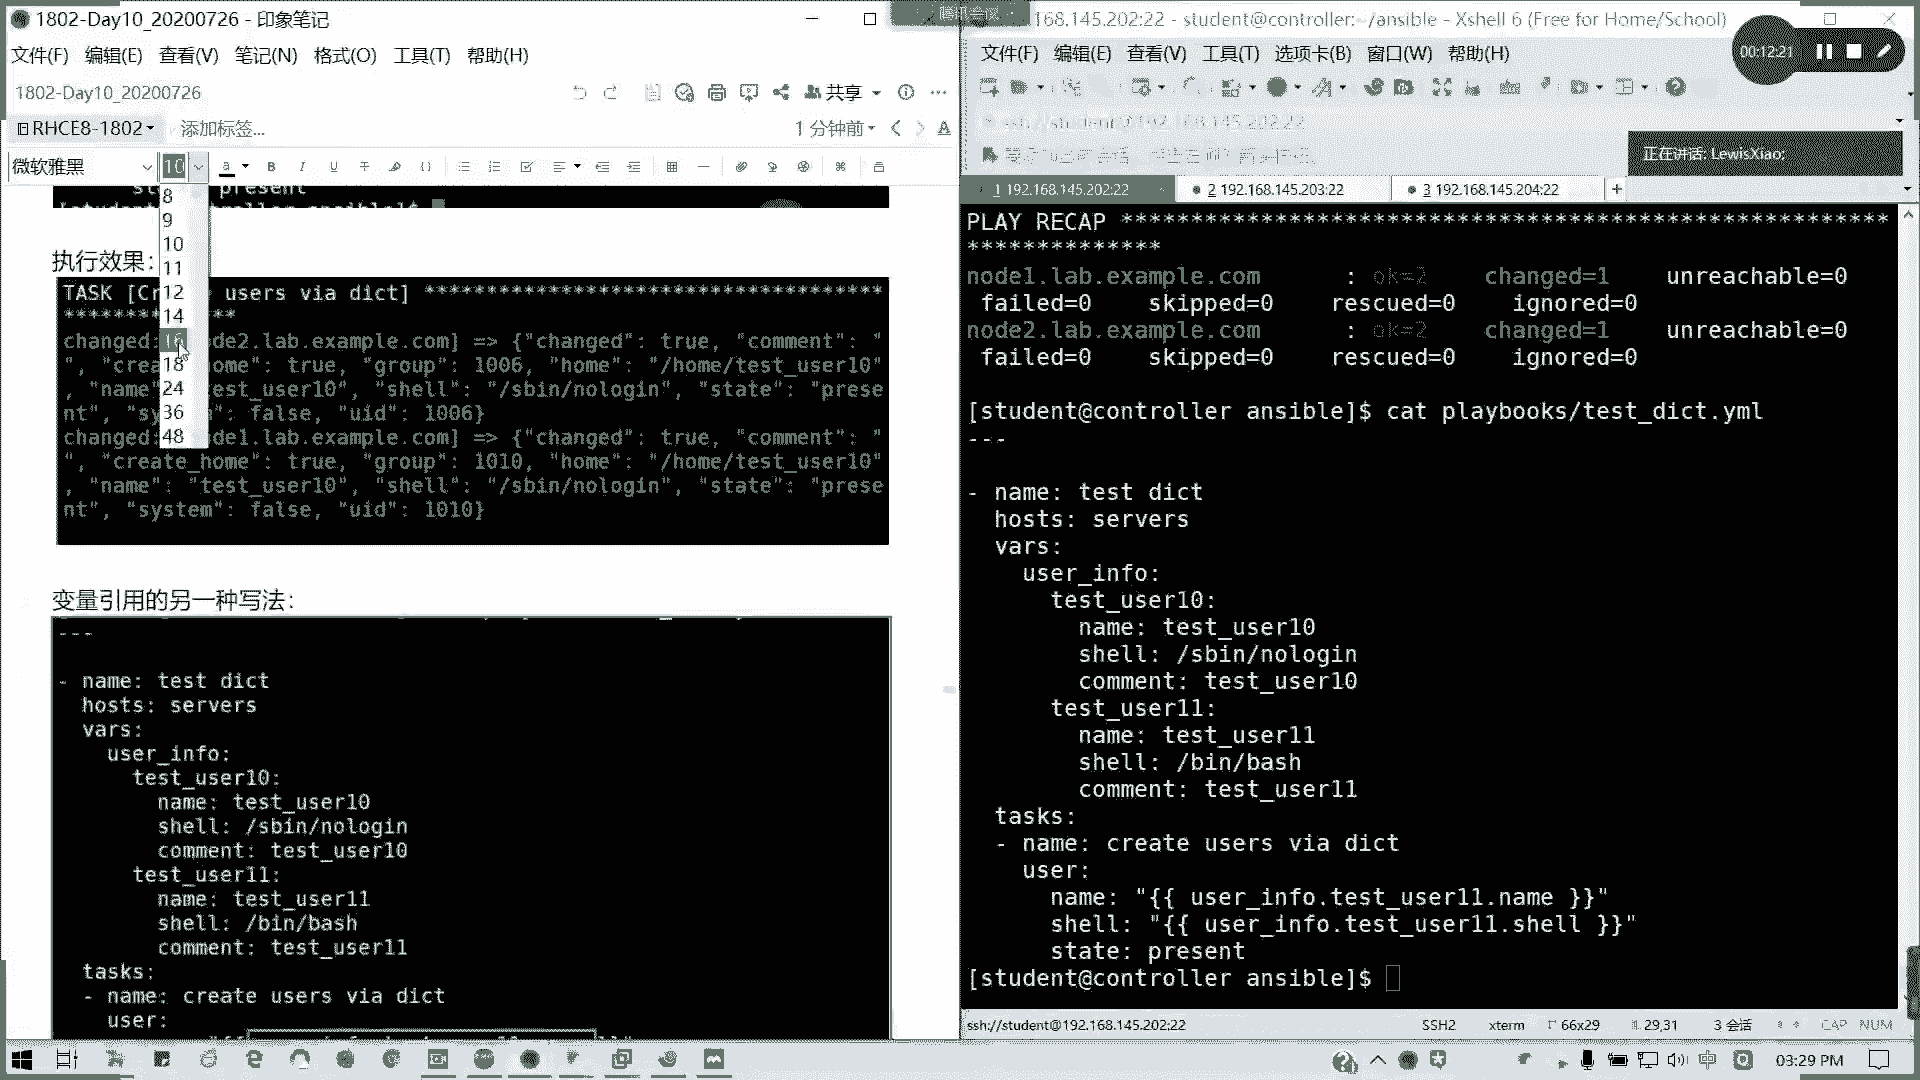 1802-Day10_20200726 - 印象笔记
文件(F) 编辑(E) 查看(V) 笔记(N) 格式(O) 工具(T) 帮助(H)
1802-Day10_20200726
共享
RHCE8-1802
添加标签...
1 分钟前
微软雅黑
10
8
9
10
11
12
14
18
24
36
48
执行效果:
users via dict] *************************************
changed:
de2.lab.example.com] => {"changed": true, "comment": "
ome": true, "group": 1006, "home": "/home/test_user10"
, "name
test_user10", "shell": "/sbin/nologin", "state": "prese
nt", "sy
: false, "uid": 1006}
changed:
de1.lab.example.com] => {"changed": true, "comment": "
", "create_home": true, "group": 1010, "home": "/home/test_user10"
, "name": "test_user10", "shell": "/sbin/nologin", "state": "prese
nt", "system": false, "uid": 1010}
变量引用的另一种写法:
---
- name: test dict
hosts: servers
vars:
user_info:
test_user10:
name: test_user10
shell: /sbin/nologin
comment: test_user10
test_user11:
name: test_user11
shell: /bin/bash
comment: test_user11
tasks:
- name: create users via dict
user:
168.145.202:22 - student@controller:~/ansible - Xshell 6 (Free for Home/School)
文件(F) 编辑(E) 查看(V) 工具(T) 选项卡(B) 窗口(W) 帮助(H)
00:12:21
ssh://student@192.168.145.202:22
正在讲话: LewisXiao;
1 192.168.145.202:22
2 192.168.145.203:22
3 192.168.145.204:22
PLAY RECAP *******************************************************
**************
node1.lab.example.com : ok=2 changed=1 unreachable=0
failed=0 skipped=0 rescued=0 ignored=0
node2.lab.example.com : ok=2 changed=1 unreachable=0
failed=0 skipped=0 rescued=0 ignored=0
[student@controller ansible]$ cat playbooks/test_dict.yml
---
- name: test dict
hosts: servers
vars:
user_info:
test_user10:
name: test_user10
shell: /sbin/nologin
comment: test_user10
test_user11:
name: test_user11
shell: /bin/bash
comment: test_user11
tasks:
- name: create users via dict
user:
name: "{{ user_info.test_user11.name }}"
shell: "{{ user_info.test_user11.shell }}"
state: present
[student@controller ansible]$
ssh://student@192.168.145.202:22 SSH2 xterm 66x29 29,31 3 会话 CAP NUM
中 03:29 PM